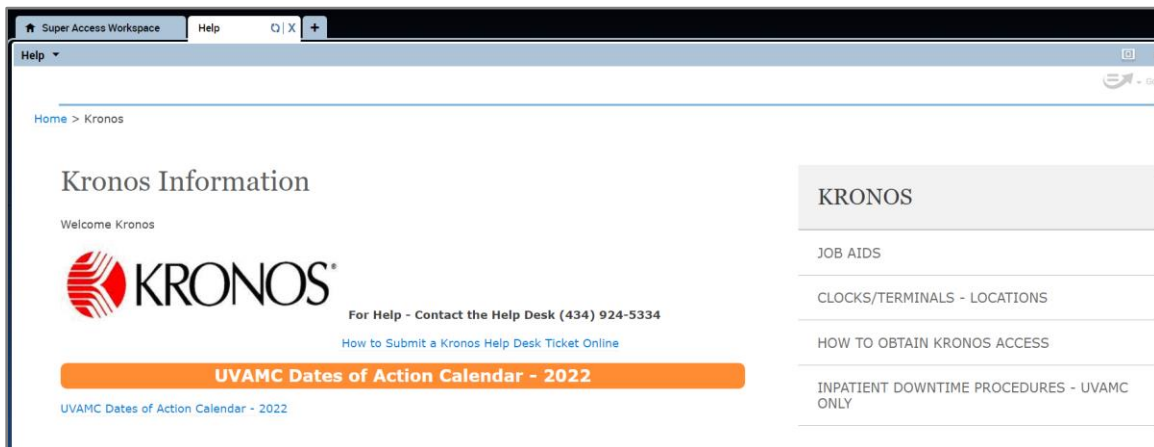 Super Access Workspace
Help
X
+
Help
Home > Kronos
Kronos Information
Welcome Kronos
KRONOS®
For Help - Contact the Help Desk (434) 924-5334
How to Submit a Kronos Help Desk Ticket Online
UVAMC Dates of Action Calendar - 2022
UVAMC Dates of Action Calendar - 2022
KRONOS
JOB AIDS
CLOCKS/TERMINALS - LOCATIONS
HOW TO OBTAIN KRONOS ACCESS
INPATIENT DOWNTIME PROCEDURES - UVAMC
ONLY